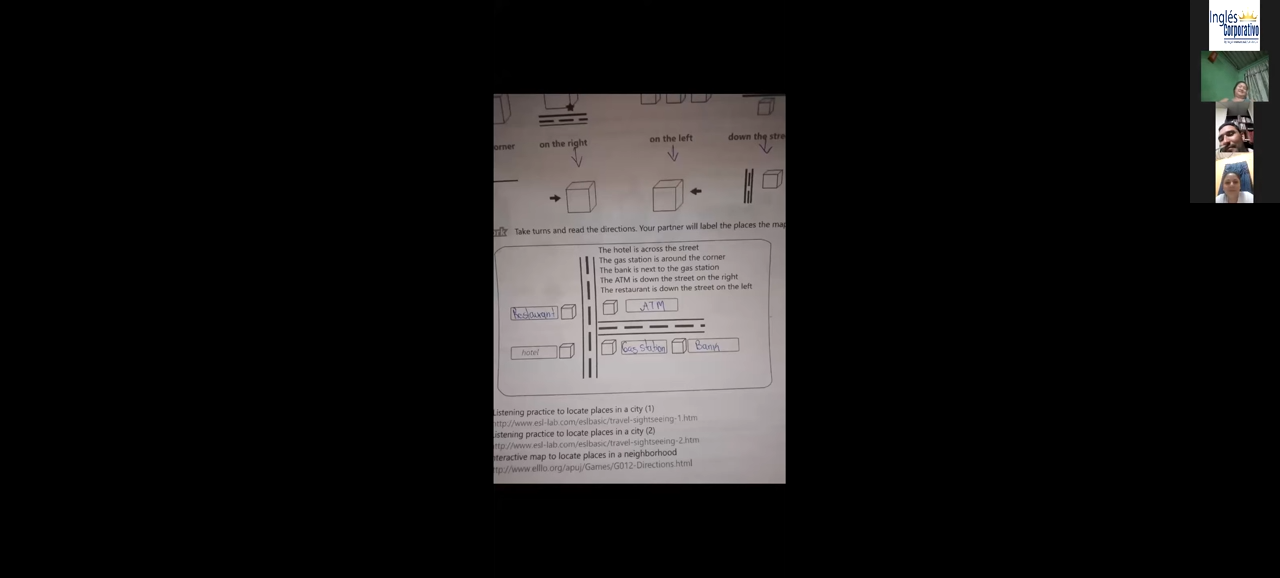 Inglés
Corporativo
orner
on the right
on the left
down the stre
Take turns and read the directions. Your partner will label the places the map
The hotel is across the street
The gas station is around the corner
The bank is next to the gas station
The ATM is down the street on the right
The restaurant is down the street on the left
Restaurant
ATM
hotel
Gas station
Bank
Listening practice to locate places in a city (1)
http://www.esl-lab.com/eslbasic/travel-sightseeing-1.htm
Listening practice to locate places in a city (2)
http://www.esl-lab.com/eslbasic/travel-sightseeing-2.htm
nteractive map to locate places in a neighborhood
ttp://www.elllo.org/apuj/Games/G012-Directions.html